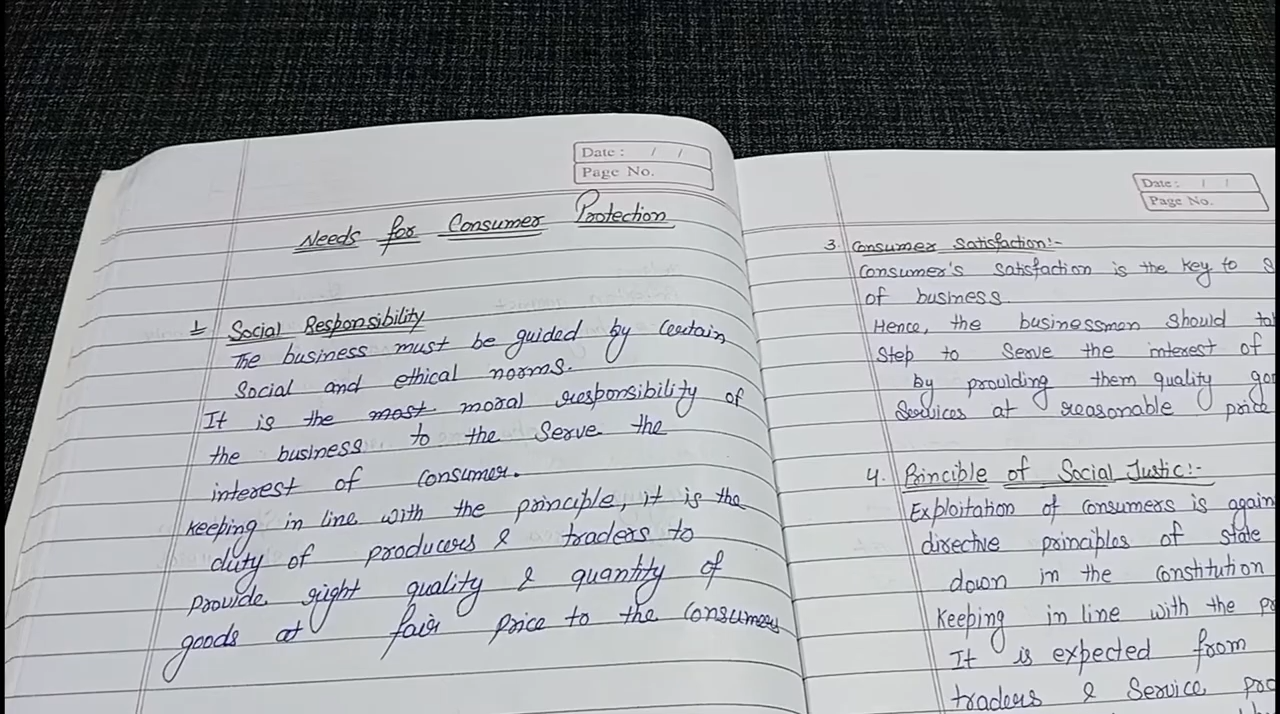 Date : / /
Page No.
Needs for Consumer Protection
1 Social Responsibility
The business must be guided by certain
Social and ethical norms.
It is the most moral responsibility of
the business to the Serve the
interest of consumer.
Keeping in line with the principle, it is the
duty of producers & traders to
Provide right quality & quantity of
goods at fair price to the consumers
Date : / /
Page No.
3. Consumer Satisfaction:-
Consumer's satisfaction is the key to S
of business.
Hence, the businessmen should
Step to serve the interest of
by proulding them quality
Services at reasonable price
4. Princible of Social Justic:-
Exploitation of consumers is again
directive principles of state
down in the constitution
Keeping in line with the
It is expected from
traders & Service pro